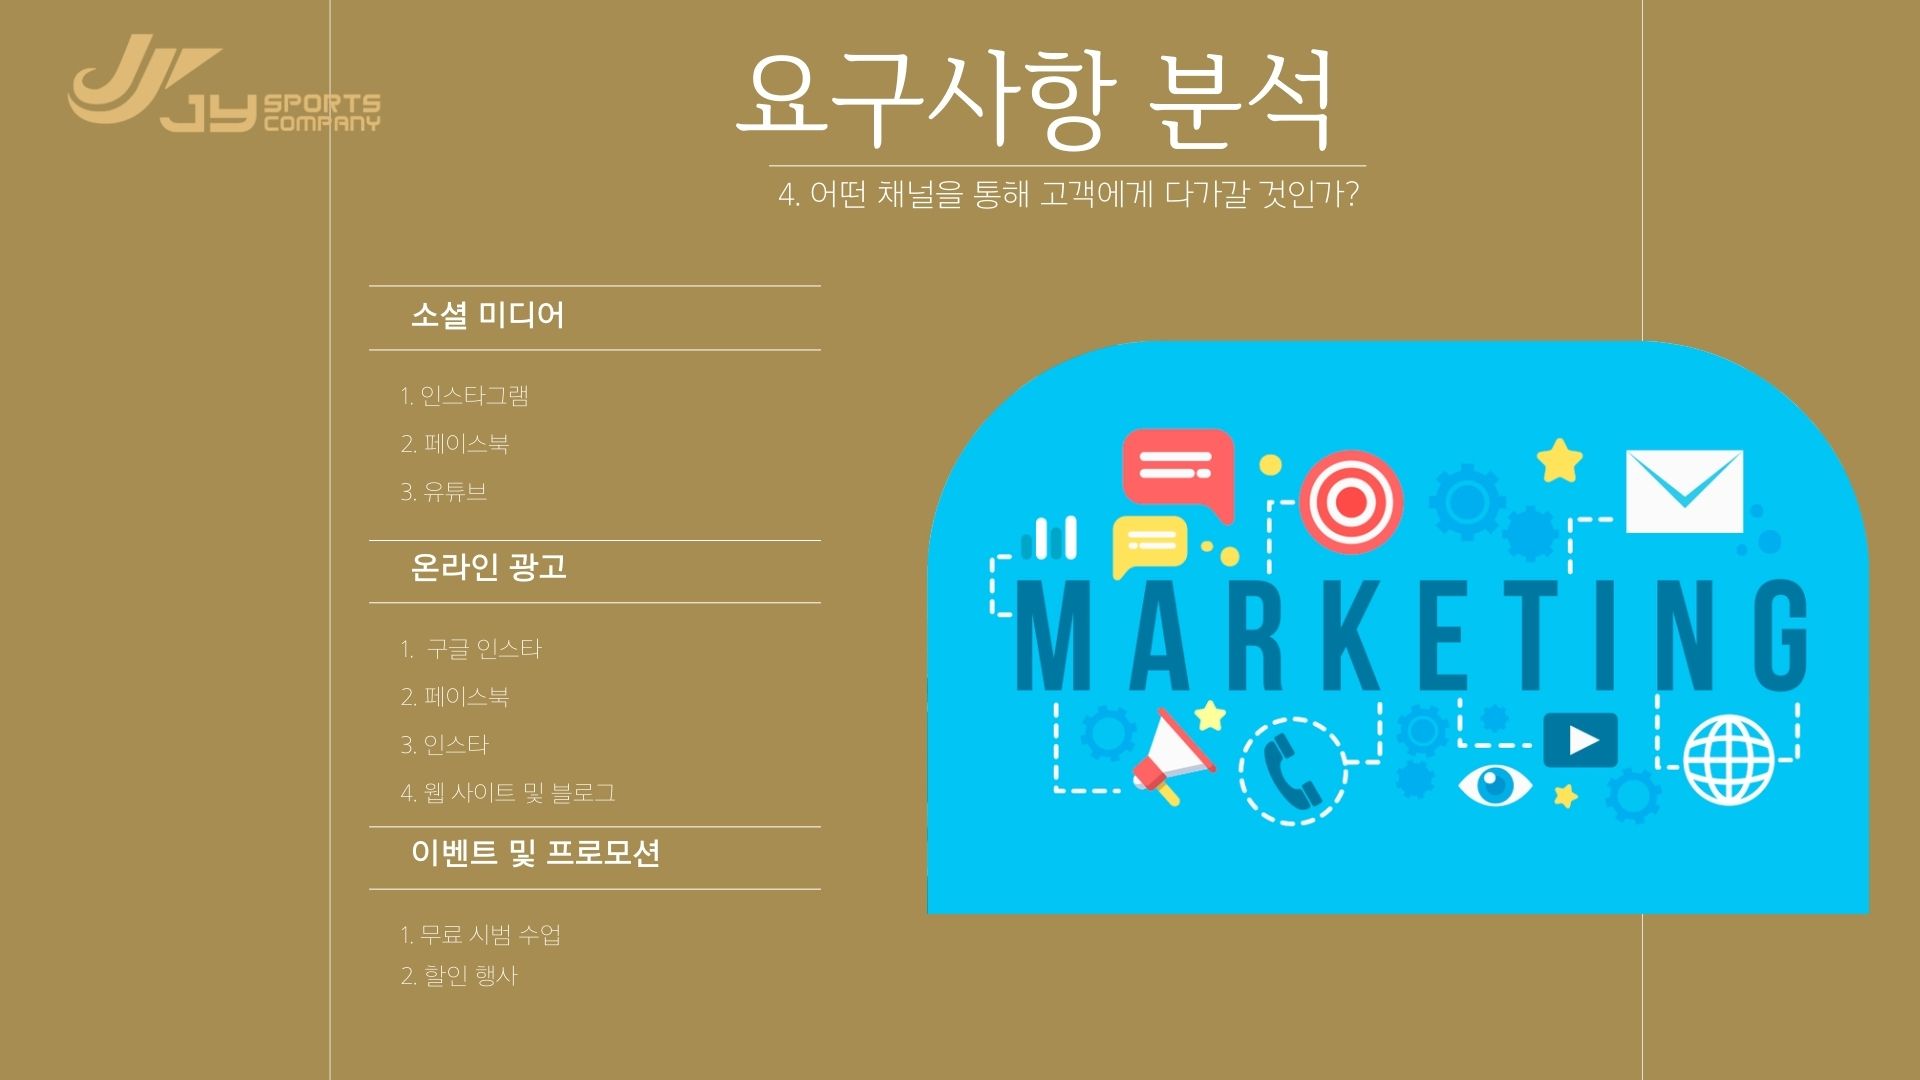 JY SPORTS
COMPANY
요구사항 분석
4. 어떤 채널을 통해 고객에게 다가갈 것인가?
소셜 미디어
1. 인스타그램
2. 페이스북
3. 유튜브
온라인 광고
1. 구글 인스타
2. 페이스북
3. 인스타
4. 웹 사이트 및 블로그
이벤트 및 프로모션
1. 무료 시범 수업
2. 할인 행사
MARKETING